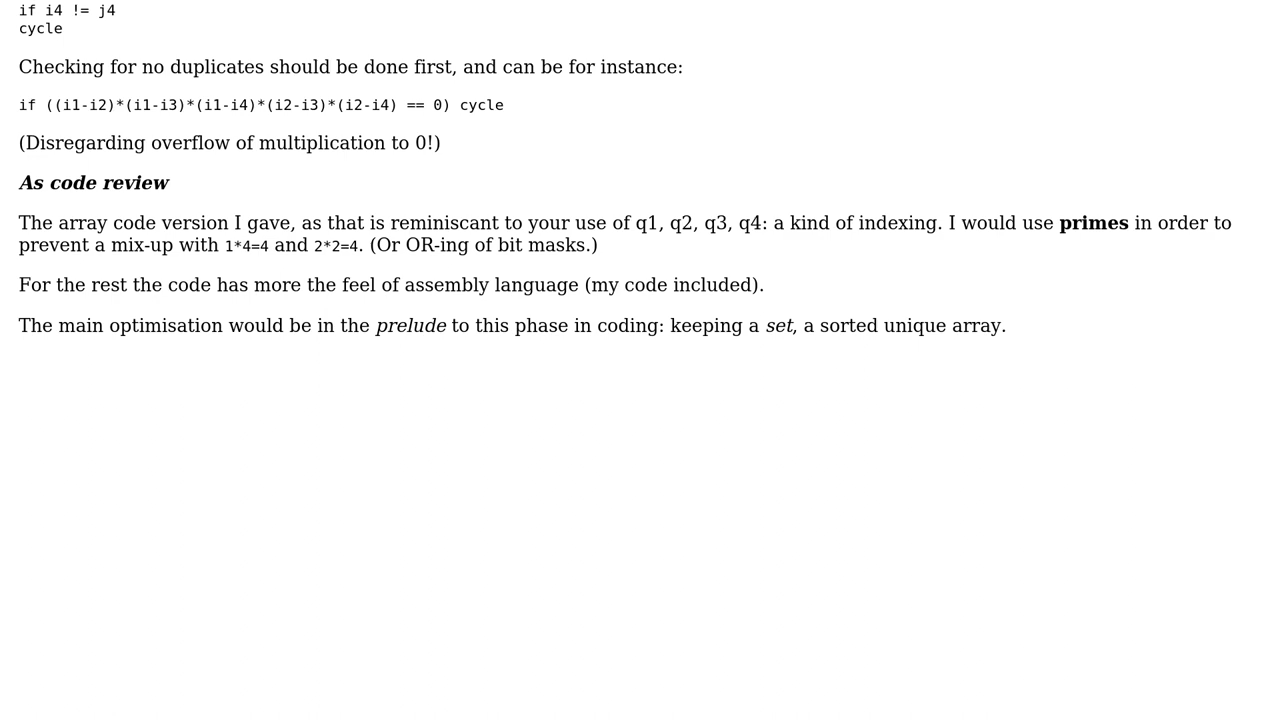 if i4 != j4
cycle
Checking for no duplicates should be done first, and can be for instance:
if ((i1-i2)*(i1-i3)*(i1-i4)*(i2-i3)*(i2-i4) == 0) cycle
(Disregarding overflow of multiplication to 0!)
As code review
The array code version I gave, as that is reminiscant to your use of q1, q2, q3, q4: a kind of indexing. I would use primes in order to
prevent a mix-up with 1*4=4 and 2*2=4. (Or OR-ing of bit masks.)
For the rest the code has more the feel of assembly language (my code included).
The main optimisation would be in the prelude to this phase in coding: keeping a set, a sorted unique array.